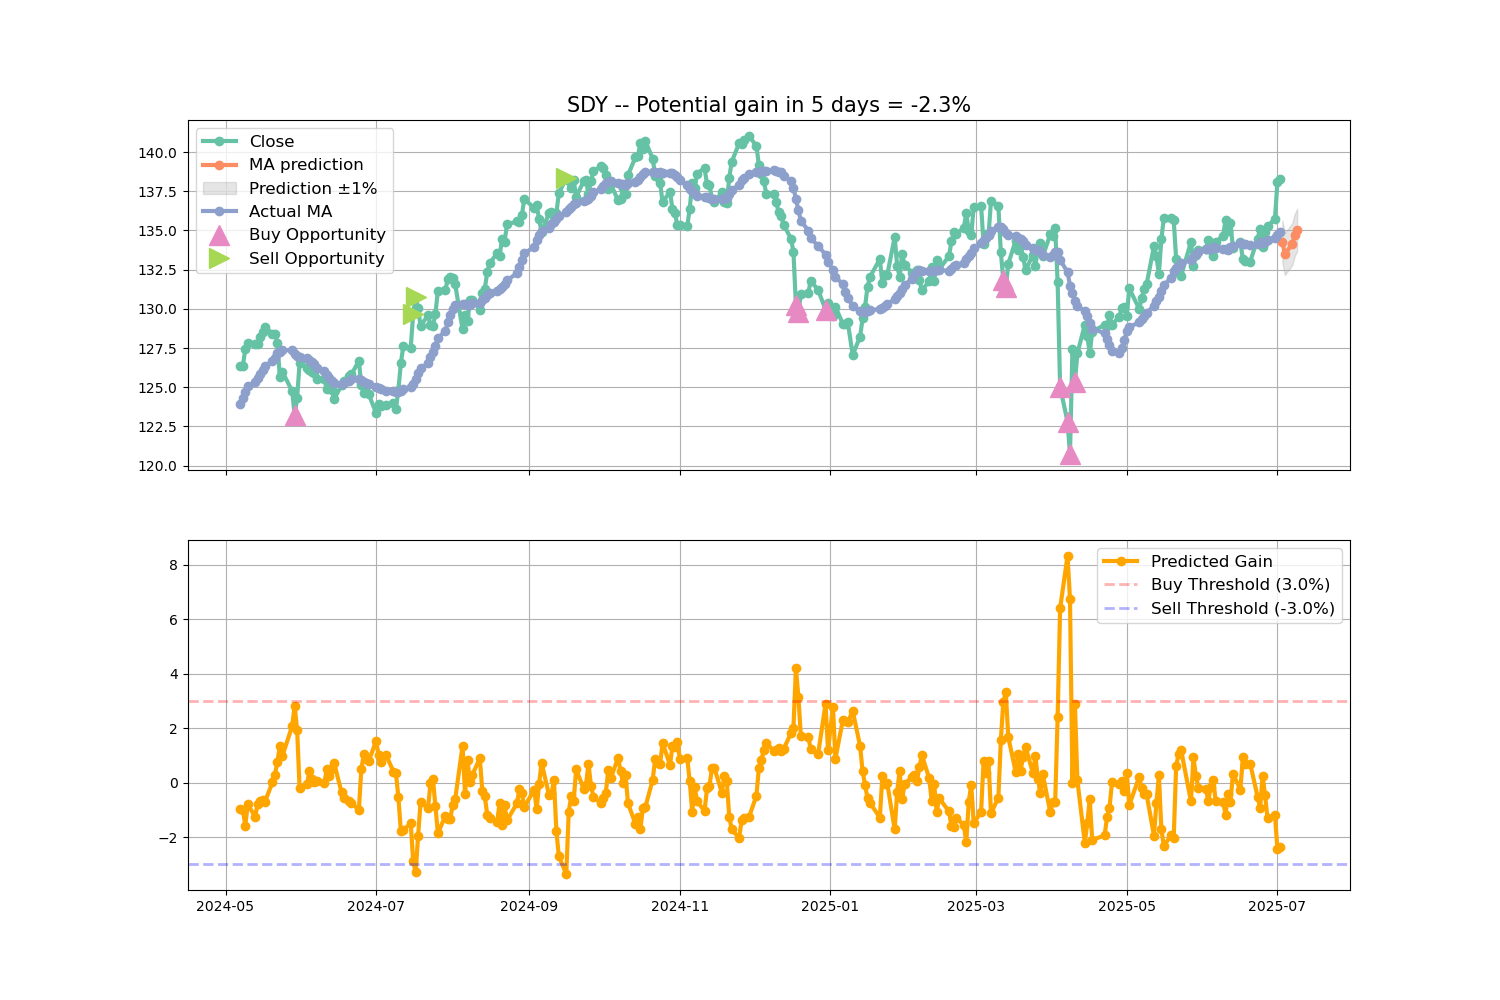 SDY -- Potential gain in 5 days = -2.3%
140.0
137.5
135.0
132.5
130.0
127.5
125.0
122.5
120.0
Close
MA prediction
Prediction ±1%
Actual MA
Buy Opportunity
Sell Opportunity
8
6
4
2
0
−2
Predicted Gain
Buy Threshold (3.0%)
Sell Threshold (-3.0%)
2024-05 2024-07 2024-09 2024-11 2025-01 2025-03 2025-05 2025-07